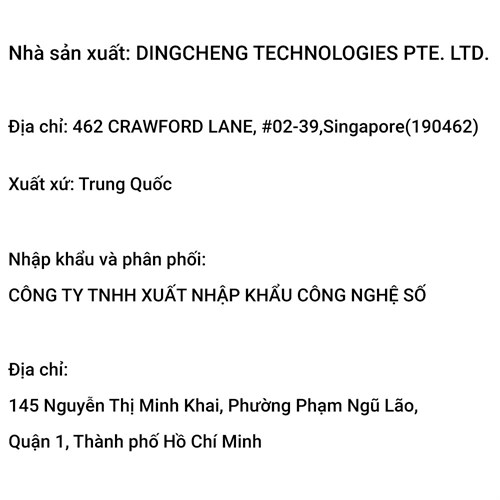 Nhà sản xuất: DINGCHENG TECHNOLOGIES PTE. LTD.
Địa chỉ: 462 CRAWFORD LANE, #02-39,Singapore(190462)
Xuất xứ: Trung Quốc
Nhập khẩu và phân phối:
CÔNG TY TNHH XUẤT NHẬP KHẨU CÔNG NGHỆ SỐ
Địa chỉ:
145 Nguyễn Thị Minh Khai, Phường Phạm Ngũ Lão,
Quận 1, Thành phố Hồ Chí Minh